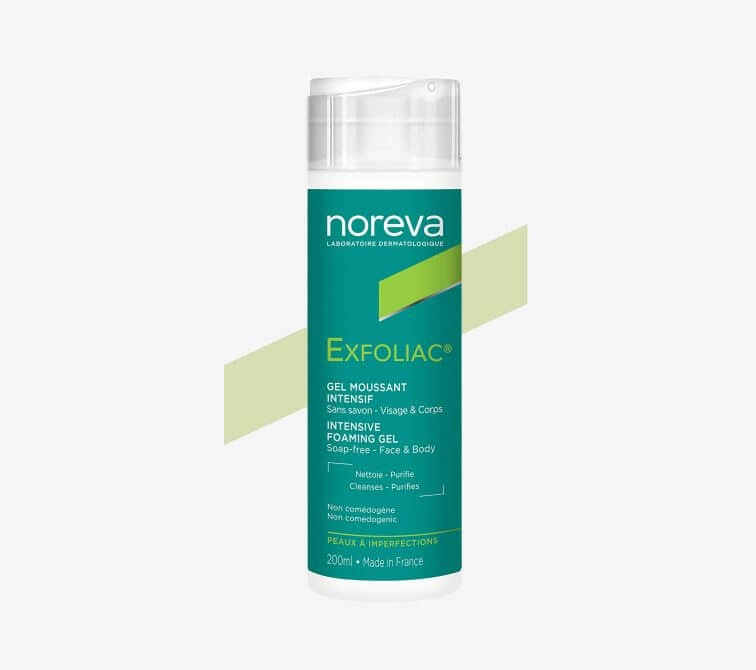 noreva
LABORATOIRE DERMATOLOGIQUE
EXFOLIAC®
GEL MOUSSANT
INTENSIF
Sans savon - Visage & Corps
INTENSIVE
FOAMING GEL
Soap-free - Face & Body
Nettoie - Purifie
Cleanses - Purifies
Non comédogène
Non comedogenic
PEAUX À IMPERFECTIONS
200ml • Made in France